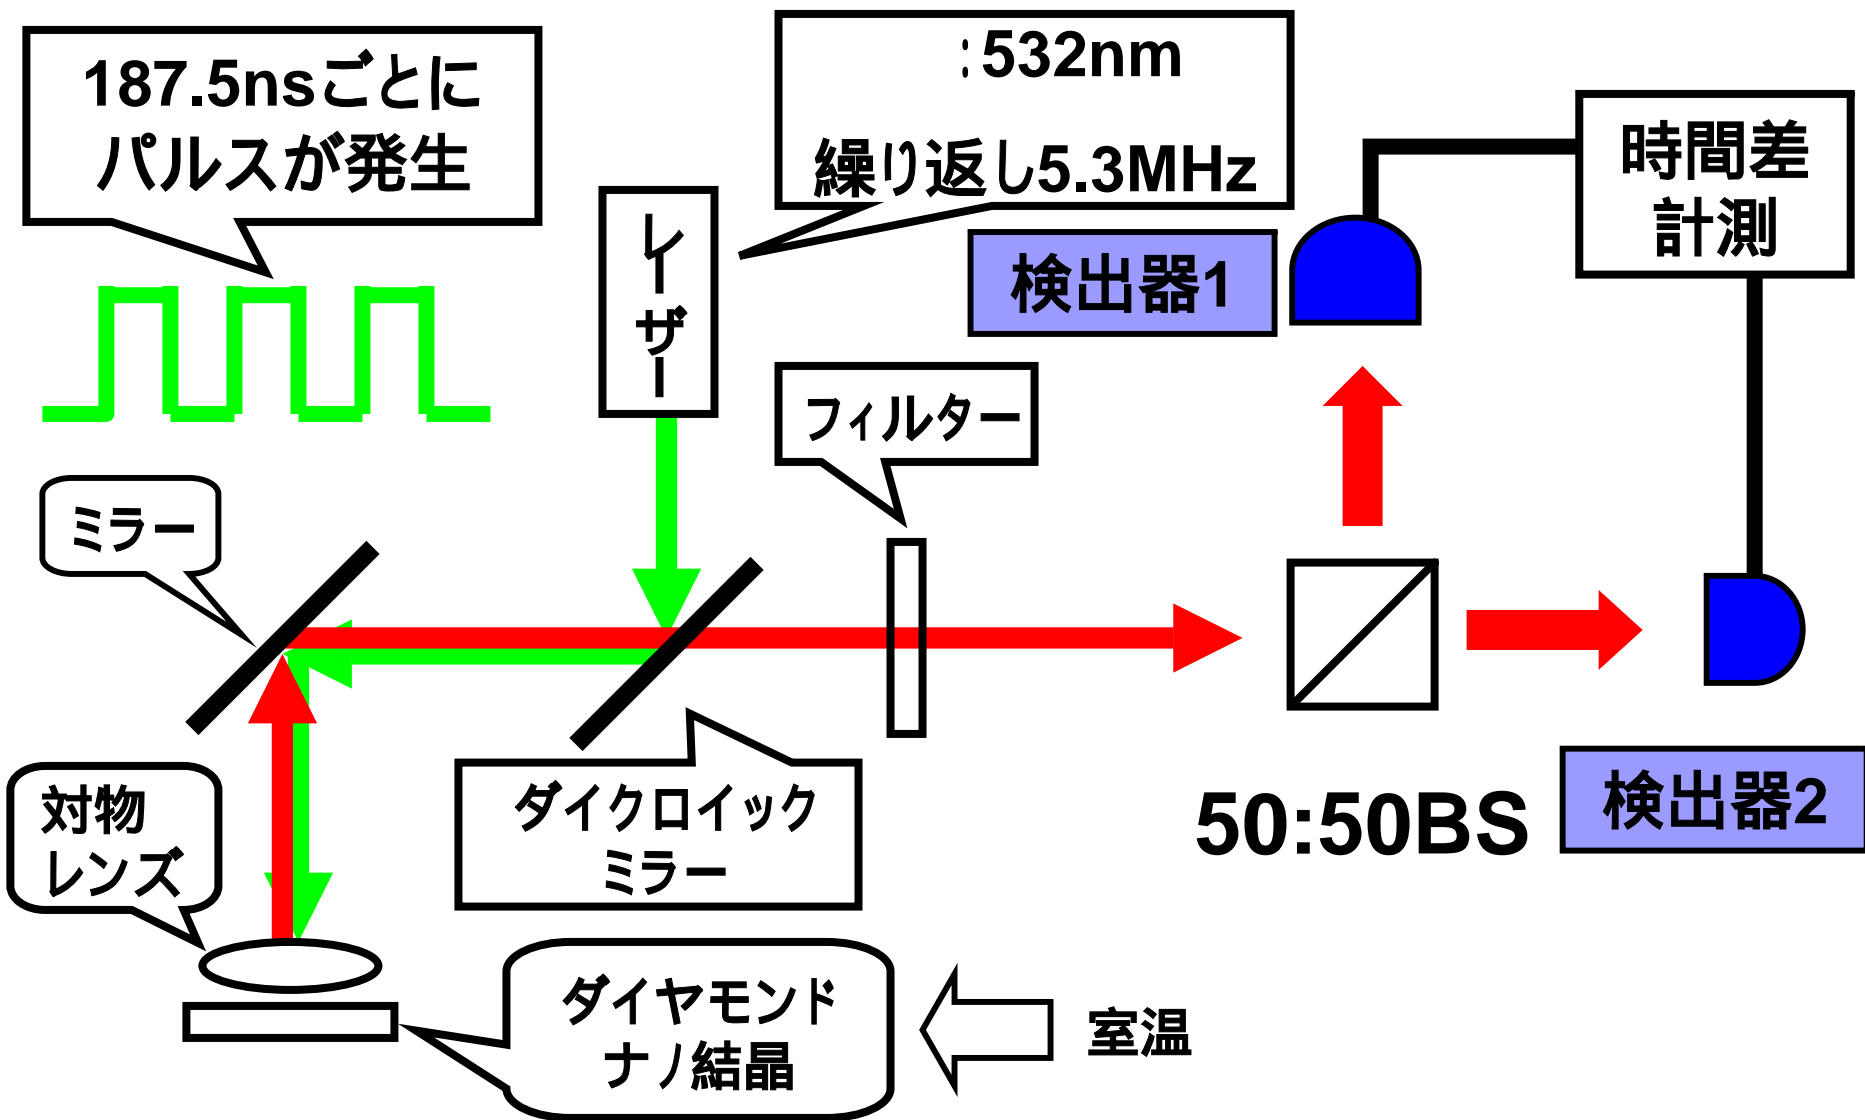 187.5nsごとに
パルスが発生
:532nm
繰り返し5.3MHz
レーザー
検出器1
時間差
計測
フィルター
ミラー
対物
レンズ
ダイクロイック
ミラー
50:50BS
検出器2
ダイヤモンド
ナノ結晶
室温